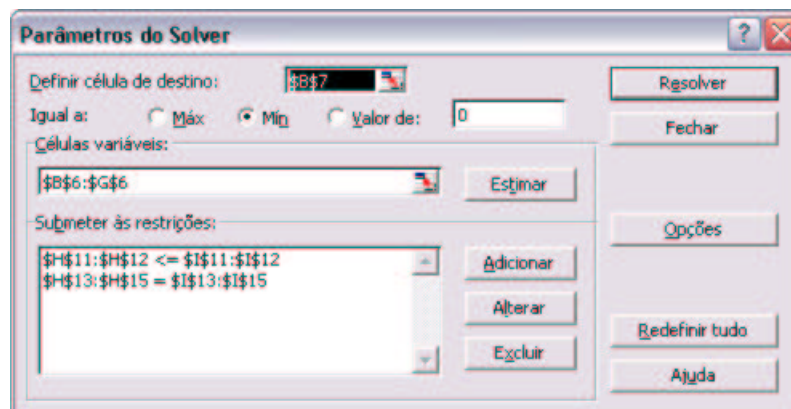 Parâmetros do Solver
Definir célula de destino: $B$7
Igual a: Máx Mín Valor de: 0
Células variáveis:
$B$6:$G$6
Estimar
Submeter às restrições:
$H$11:$H$12 <= $I$11:$I$12
$H$13:$H$15 = $I$13:$I$15
Adicionar
Alterar
Excluir
Resolver
Fechar
Opções
Redefinir tudo
Ajuda